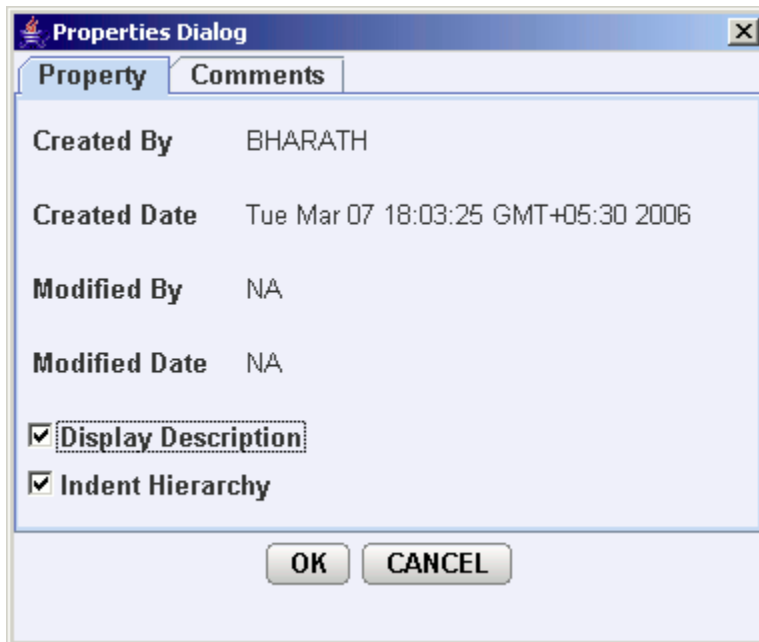 Properties Dialog
Property Comments
Created By BHARATH
Created Date Tue Mar 07 18:03:25 GMT+05:30 2006
Modified By NA
Modified Date NA
Display Description
Indent Hierarchy
OK CANCEL